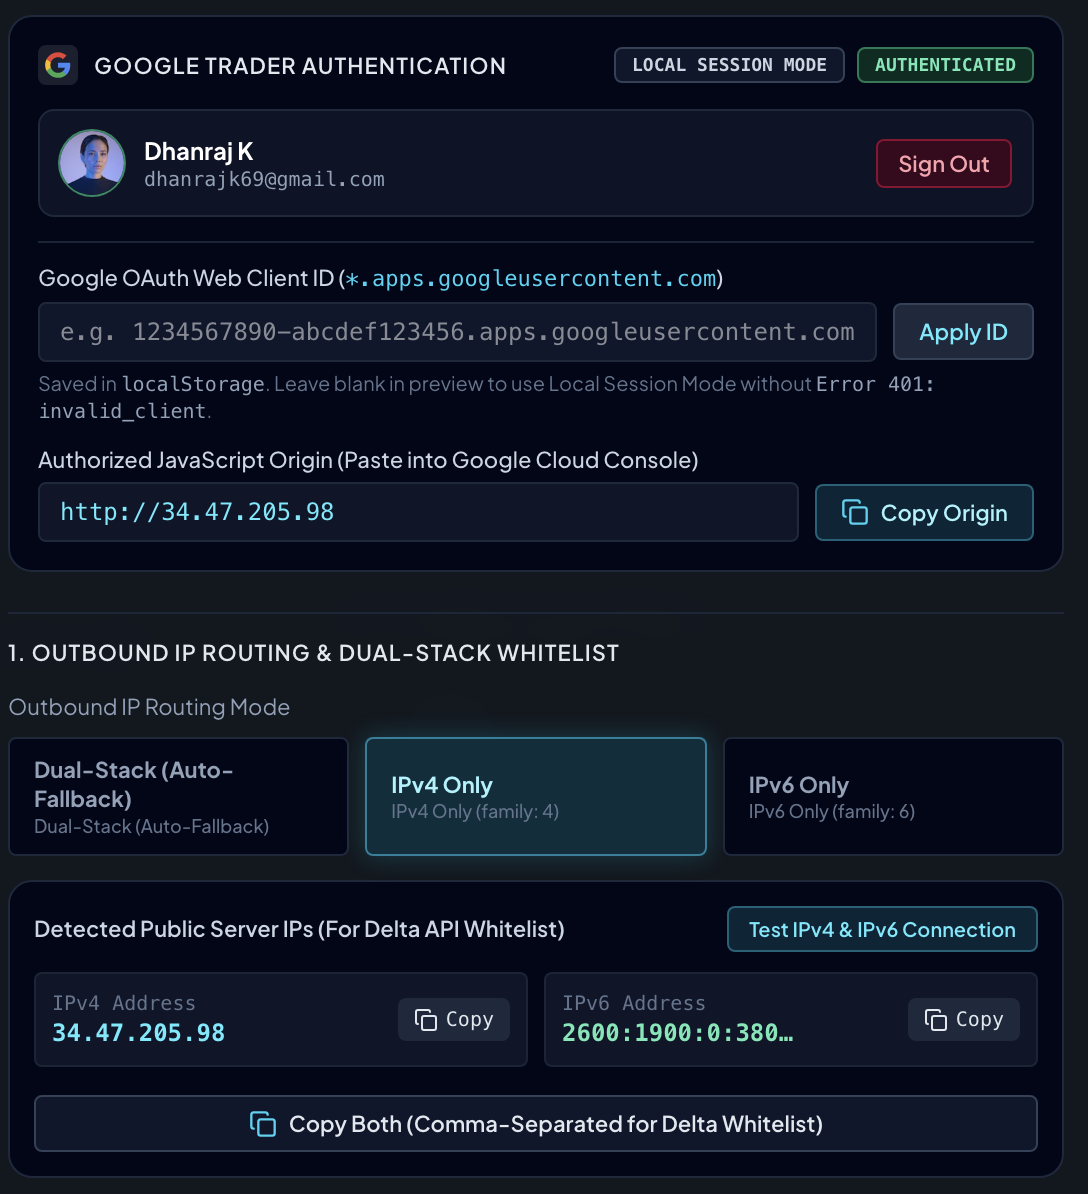 GOOGLE TRADER AUTHENTICATION
LOCAL SESSION MODE
AUTHENTICATED
Dhanraj K
dhanrajk69@gmail.com
Sign Out
Google OAuth Web Client ID (*.apps.googleusercontent.com)
e.g. 1234567890-abcdef123456.apps.googleusercontent.com
Apply ID
Saved in localStorage. Leave blank in preview to use Local Session Mode without Error 401:
invalid_client.
Authorized JavaScript Origin (Paste into Google Cloud Console)
http://34.47.205.98
Copy Origin
1. OUTBOUND IP ROUTING & DUAL-STACK WHITELIST
Outbound IP Routing Mode
Dual-Stack (Auto-
Fallback)
Dual-Stack (Auto-Fallback)
IPv4 Only
IPv4 Only (family: 4)
IPv6 Only
IPv6 Only (family: 6)
Detected Public Server IPs (For Delta API Whitelist)
Test IPv4 & IPv6 Connection
IPv4 Address
34.47.205.98
Copy
IPv6 Address
2600:1900:0:380…
Copy
Copy Both (Comma-Separated for Delta Whitelist)